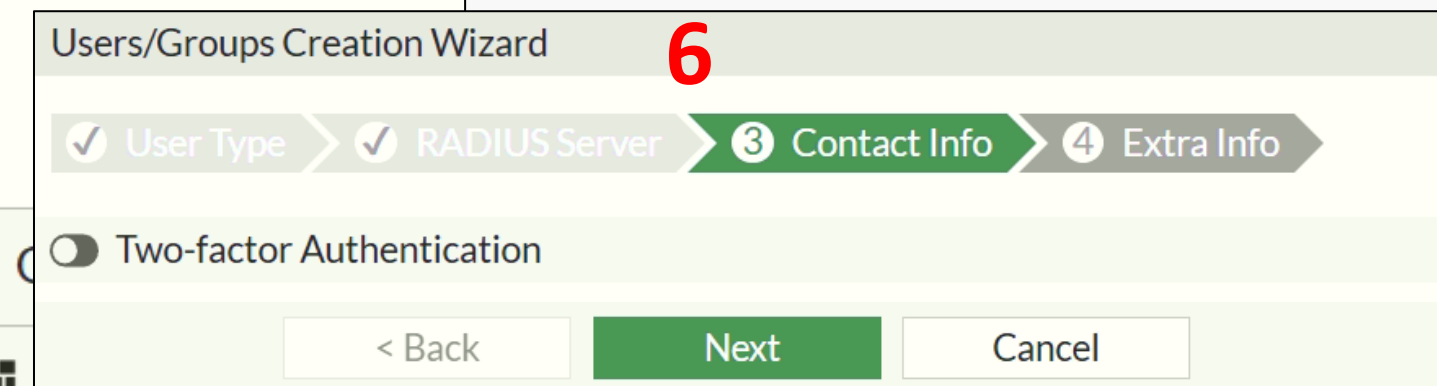 Users/Groups Creation Wizard
6
User Type
RADIUS Server
3 Contact Info
4 Extra Info
Two-factor Authentication
< Back
Next
Cancel